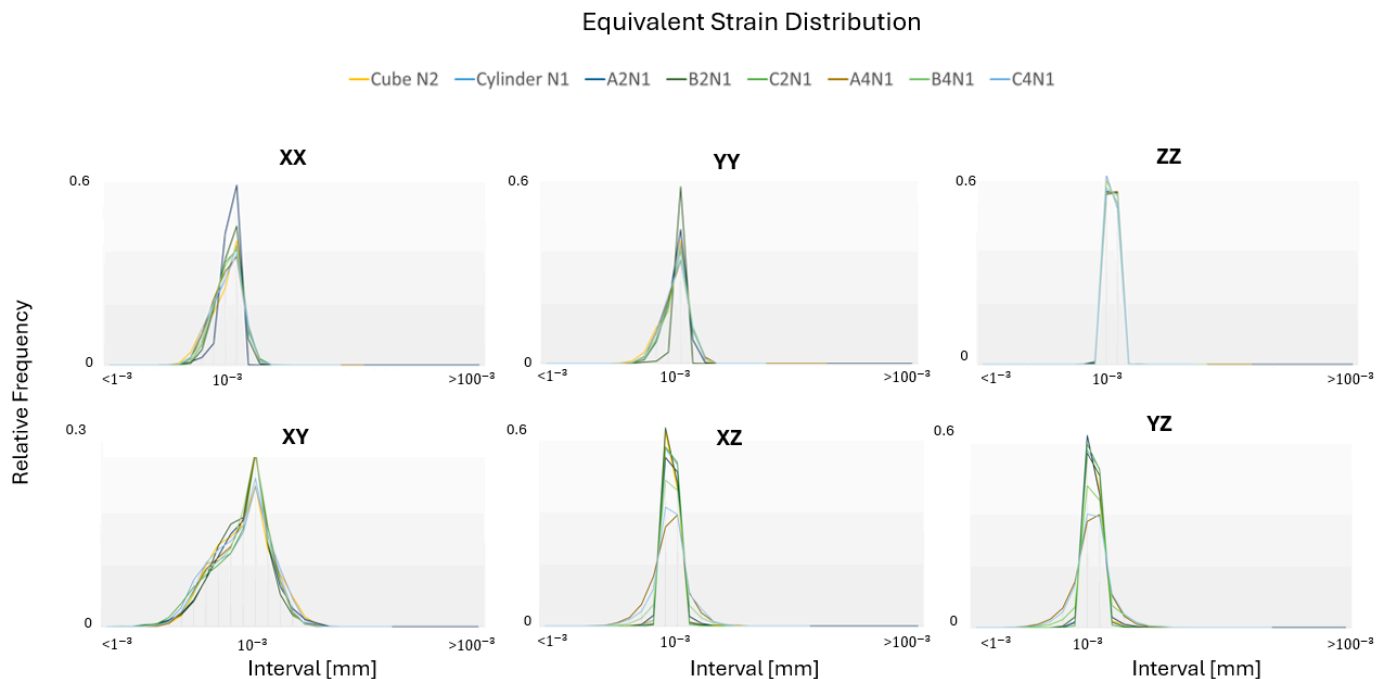 Equivalent Strain Distribution
Cube N2 Cylinder N1 A2N1 B2N1 C2N1 A4N1 B4N1 C4N1
XX YY ZZ
0.6 0.6 0.6
0 0 0
<1⁻³ 10⁻³ >100⁻³ <1⁻³ 10⁻³ >100⁻³ <1⁻³ 10⁻³ >100⁻³
Relative Frequency
XY XZ YZ
0.3 0.6 0.6
0 0 0
<1⁻³ 10⁻³ >100⁻³ <1⁻³ 10⁻³ >100⁻³ <1⁻³ 10⁻³ >100⁻³
Interval [mm] Interval [mm] Interval [mm]